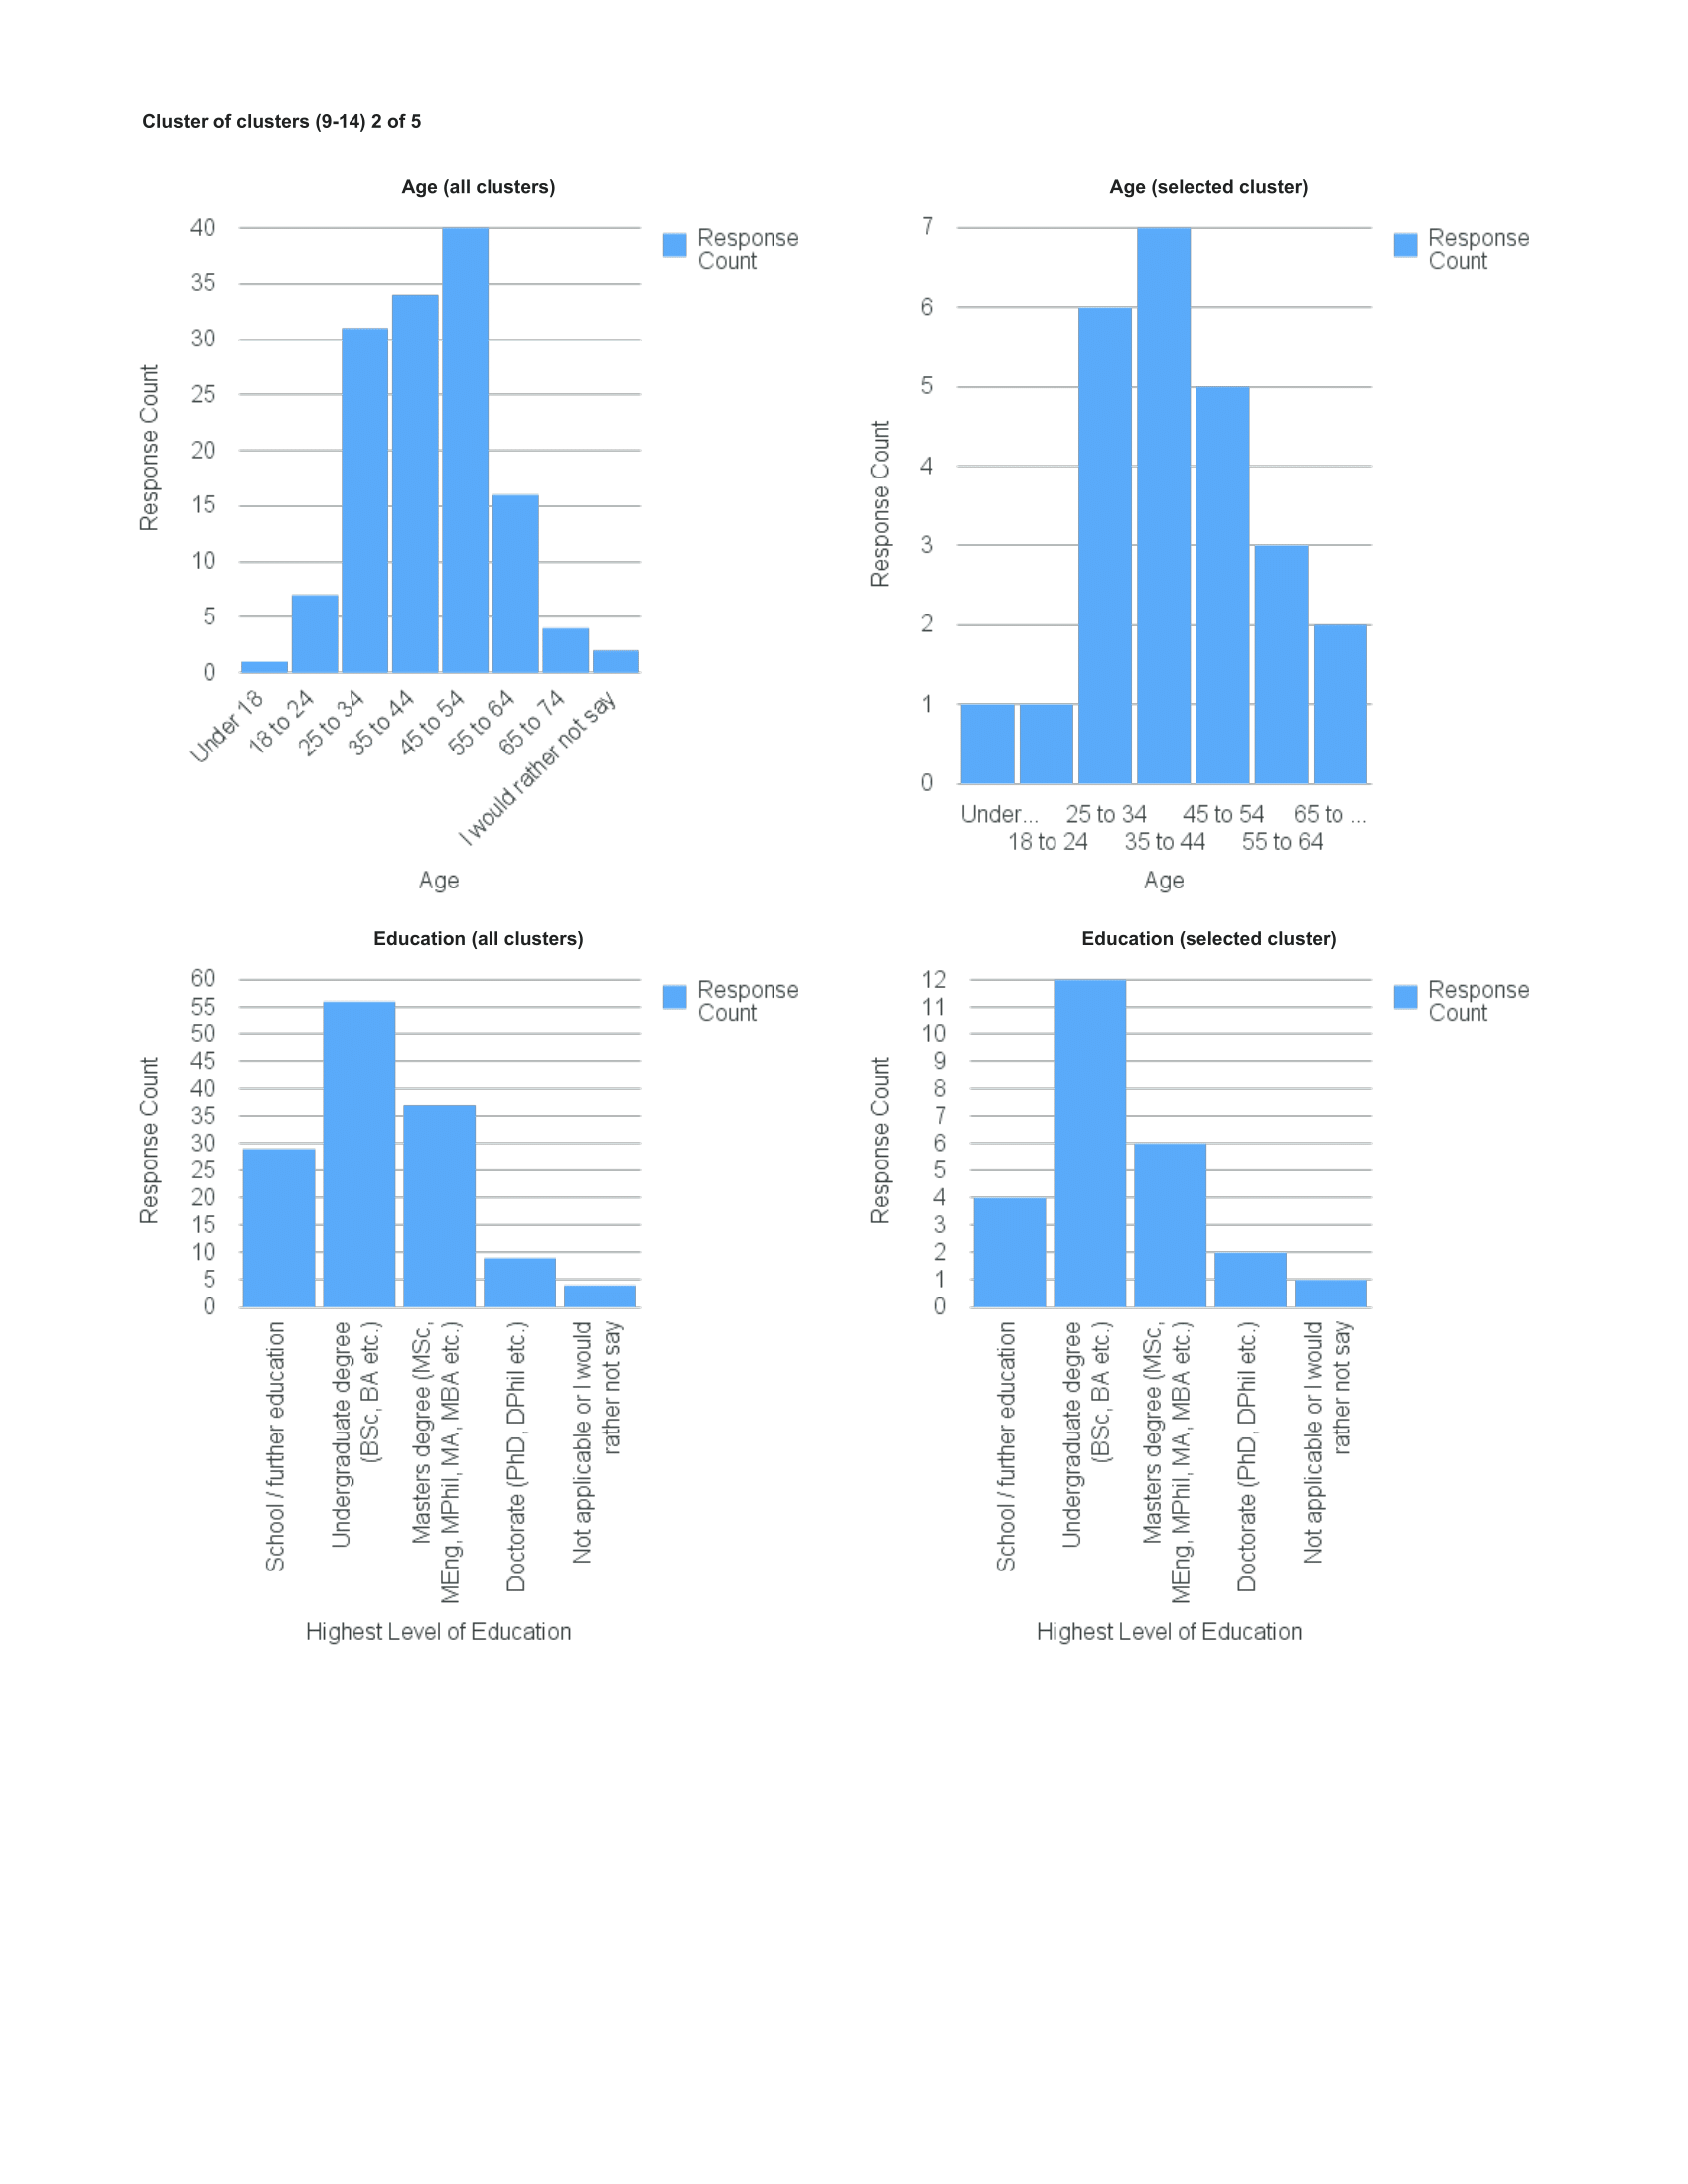 Cluster of clusters (9-14) 2 of 5
Age (all clusters)
40
35
30
25
20
15
10
5
0
Response Count
Response
Count
Under 18
18 to 24
25 to 34
35 to 44
45 to 54
55 to 64
65 to 74
I would rather not say
Age
Age (selected cluster)
7
6
5
4
3
2
1
0
Response Count
Response
Count
Under... 25 to 34 45 to 54 65 to ...
18 to 24 35 to 44 55 to 64
Age
Education (all clusters)
60
55
50
45
40
35
30
25
20
15
10
5
0
Response Count
Response
Count
School / further education
Undergraduate degree
(BSc, BA etc.)
Masters degree (MSc,
MEng, MPhil, MA, MBA etc.)
Doctorate (PhD, DPhil etc.)
Not applicable or I would
rather not say
Highest Level of Education
Education (selected cluster)
12
11
10
9
8
7
6
5
4
3
2
1
0
Response Count
Response
Count
School / further education
Undergraduate degree
(BSc, BA etc.)
Masters degree (MSc,
MEng, MPhil, MA, MBA etc.)
Doctorate (PhD, DPhil etc.)
Not applicable or I would
rather not say
Highest Level of Education